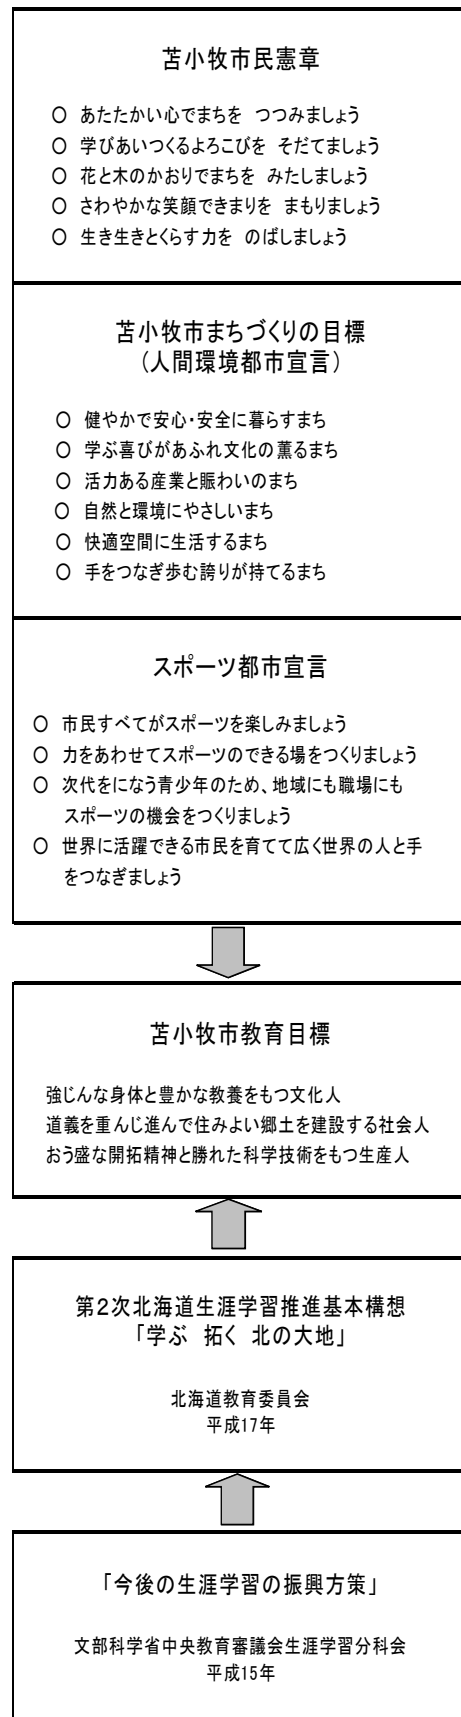 苫小牧市民憲章
○ あたたかい心でまちを つつみましょう
○ 学びあいつくるよろこびを そだてましょう
○ 花と木のかおりでまちを みたしましょう
○ さわやかな笑顔できまりを まもりましょう
○ 生き生きとくらす力を のばしましょう
苫小牧市まちづくりの目標
(人間環境都市宣言)
○ 健やかで安心・安全に暮らすまち
○ 学ぶ喜びがあふれ文化の薫るまち
○ 活力ある産業と賑わいのまち
○ 自然と環境にやさしいまち
○ 快適空間に生活するまち
○ 手をつなぎ歩む誇りが持てるまち
スポーツ都市宣言
○ 市民すべてがスポーツを楽しみましょう
○ 力をあわせてスポーツのできる場をつくりましょう
○ 次代をになう青少年のため、地域にも職場にも
スポーツの機会をつくりましょう
○ 世界に活躍できる市民を育てて広く世界の人と手
をつなぎましょう
苫小牧市教育目標
強じんな身体と豊かな教養をもつ文化人
道義を重んじ進んで住みよい郷土を建設する社会人
おう盛な開拓精神と勝れた科学技術をもつ生産人
第2次北海道生涯学習推進基本構想
「学ぶ 拓く 北の大地」
北海道教育委員会
平成17年
「今後の生涯学習の振興方策」
文部科学省中央教育審議会生涯学習分科会
平成15年